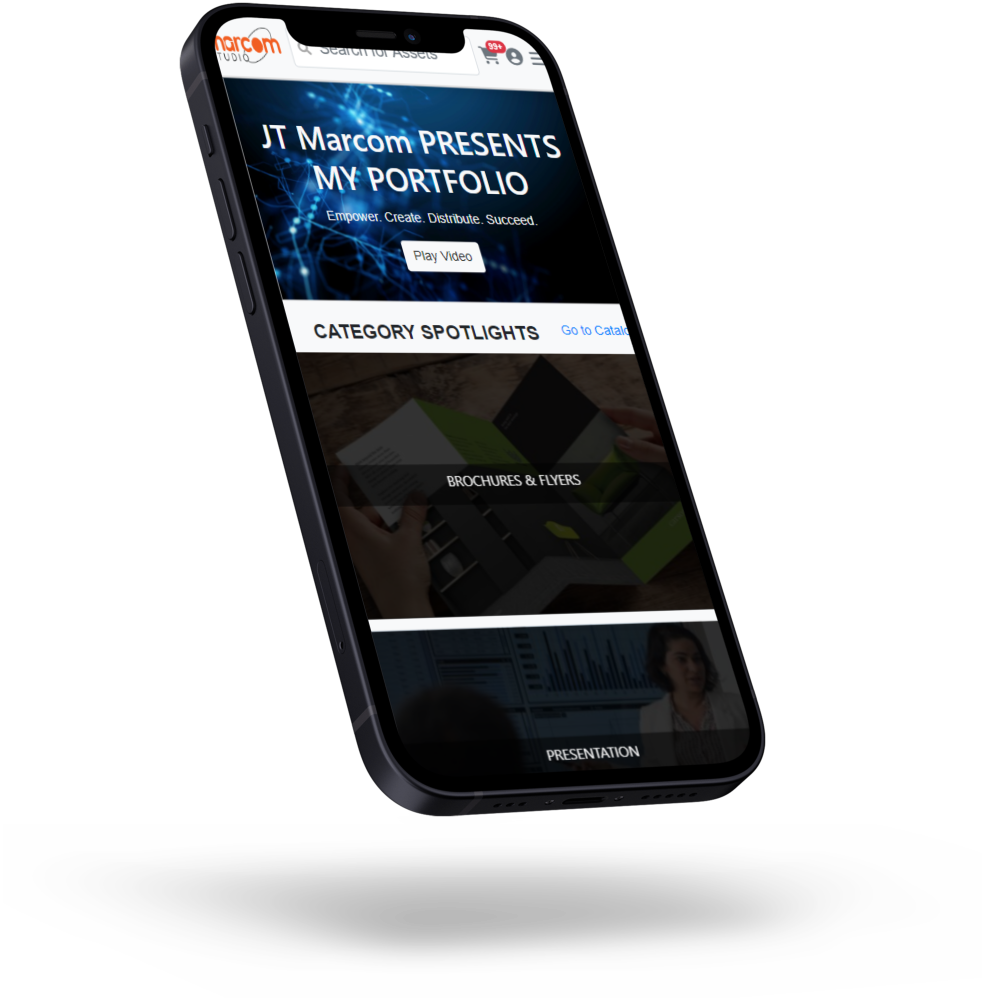 marcom
TUDIO
Search for Assets
99+
JT Marcom PRESENTS
MY PORTFOLIO
Empower. Create. Distribute. Succeed.
Play Video
CATEGORY SPOTLIGHTS
Go to Catalo
BROCHURES & FLYERS
PRESENTATION